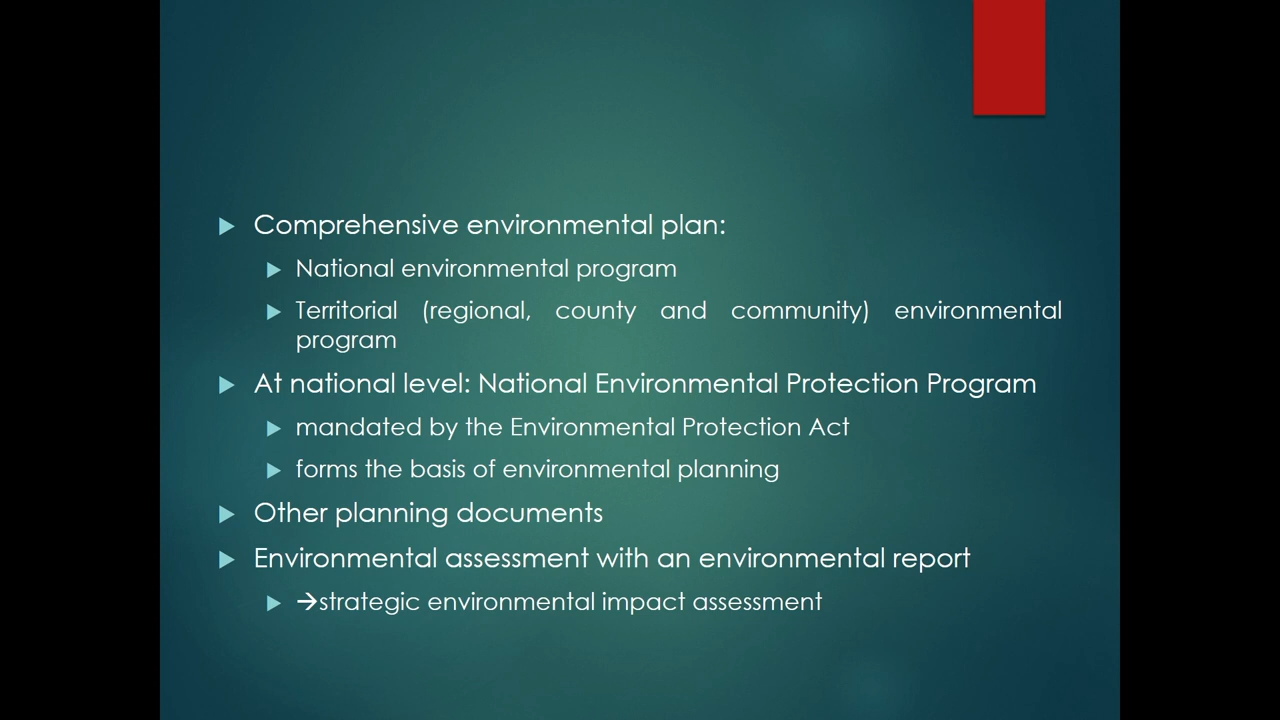 Comprehensive environmental plan:
National environmental program
Territorial (regional, county and community) environmental
program
At national level: National Environmental Protection Program
mandated by the Environmental Protection Act
forms the basis of environmental planning
Other planning documents
Environmental assessment with an environmental report
→strategic environmental impact assessment